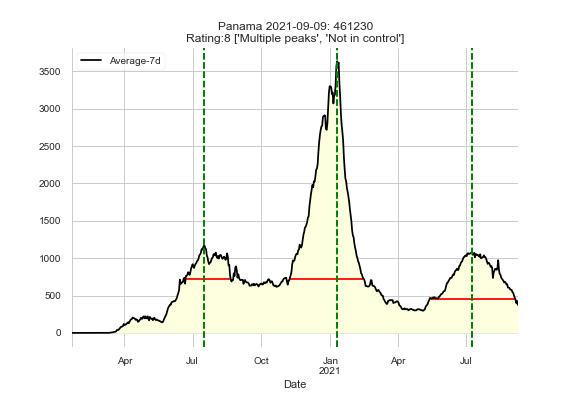 Panama 2021-09-09: 461230
Rating:8 ['Multiple peaks', 'Not in control']
Average-7d
3500
3000
2500
2000
1500
1000
500
0
Apr Jul Oct Jan Apr Jul
2021
Date